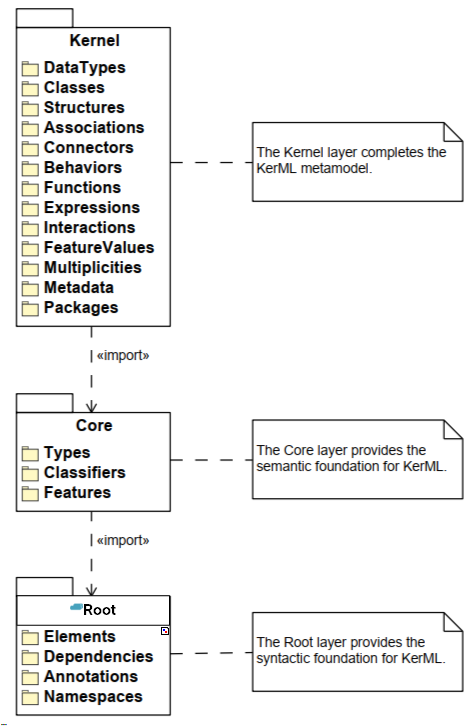 Kernel
DataTypes
Classes
Structures
Associations
Connectors
Behaviors
Functions
Expressions
Interactions
FeatureValues
Multiplicities
Metadata
Packages
The Kernel layer completes the
KerML metamodel.
«import»
Core
Types
Classifiers
Features
The Core layer provides the
semantic foundation for KerML.
«import»
Root
Elements
Dependencies
Annotations
Namespaces
The Root layer provides the
syntactic foundation for KerML.